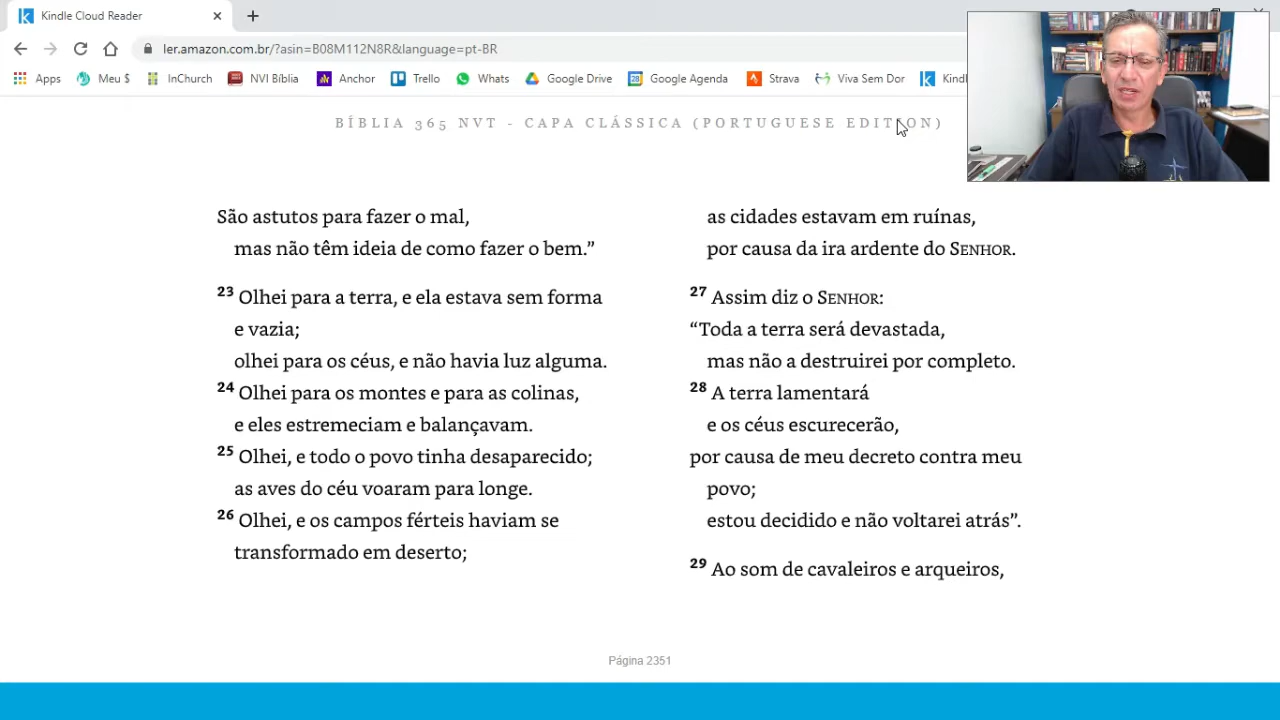 Kindle Cloud Reader
ler.amazon.com.br/?asin=B08M112N8R&language=pt-BR
Apps
Meu $
InChurch
NVI Bíblia
Anchor
Trello
Whats
Google Drive
Google Agenda
Strava
Viva Sem Dor
BÍBLIA 365 NVT - CAPA CLÁSSICA (PORTUGUESE EDITION)
São astutos para fazer o mal,
mas não têm ideia de como fazer o bem.”
23 Olhei para a terra, e ela estava sem forma
e vazia;
olhei para os céus, e não havia luz alguma.
24 Olhei para os montes e para as colinas,
e eles estremeciam e balançavam.
25 Olhei, e todo o povo tinha desaparecido;
as aves do céu voaram para longe.
26 Olhei, e os campos férteis haviam se
transformado em deserto;
as cidades estavam em ruínas,
por causa da ira ardente do SENHOR.
27 Assim diz o SENHOR:
“Toda a terra será devastada,
mas não a destruirei por completo.
28 A terra lamentará
e os céus escurecerão,
por causa de meu decreto contra meu
povo;
estou decidido e não voltarei atrás”.
29 Ao som de cavaleiros e arqueiros,
Página 2351